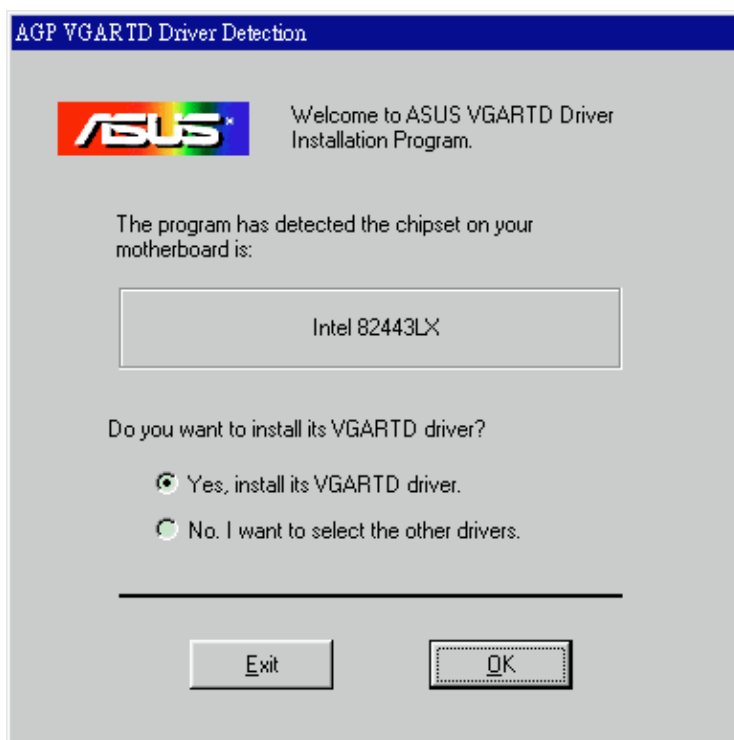 AGP VGARTD Driver Detection
ASUS
Welcome to ASUS VGARTD Driver
Installation Program.
The program has detected the chipset on your
motherboard is:
Intel 82443LX
Do you want to install its VGARTD driver?
Yes, install its VGARTD driver.
No. I want to select the other drivers.
Exit
OK